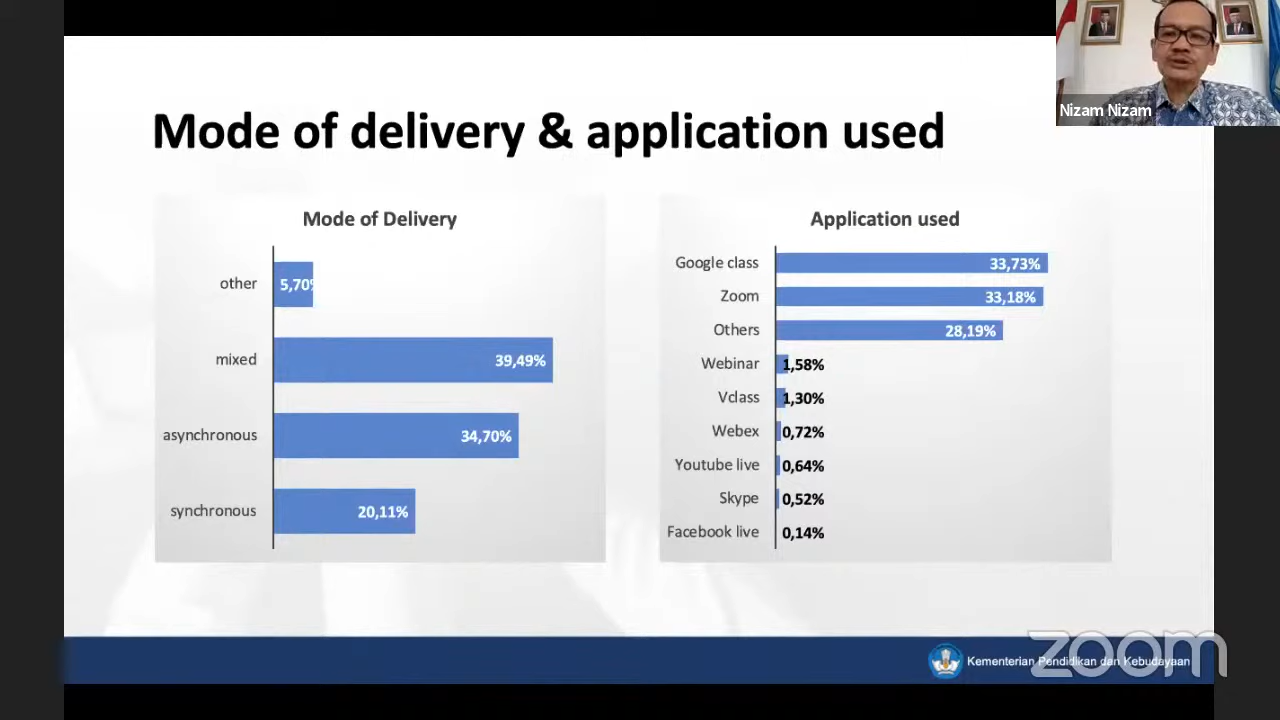 Nizam Nizam
Mode of delivery & application used
Mode of Delivery
other 5,70%
mixed 39,49%
asynchronous 34,70%
synchronous 20,11%
Application used
Google class 33,73%
Zoom 33,18%
Others 28,19%
Webinar 1,58%
Vclass 1,30%
Webex 0,72%
Youtube live 0,64%
Skype 0,52%
Facebook live 0,14%
Kementerian Pendidikan dan Kebudayaan
zoom